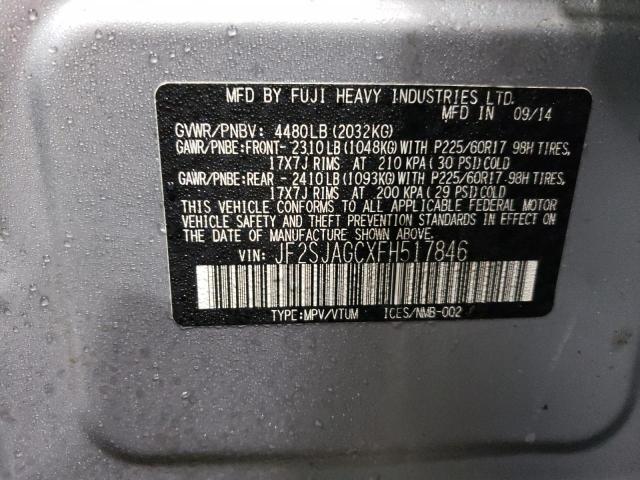 MFD BY FUJI HEAVY INDUSTRIES LTD.
MFD IN 09/14
GVWR/PNBV: 4480LB (2032KG)
GAWR/PNBE:FRONT- 2310LB (1048KG) WITH P225/60R17 98H TIRES,
17X7J RIMS AT 210 KPA (30 PSI) COLD
GAWR/PNBE:REAR - 2410LB (1093KG) WITH P225/60R17 98H TIRES,
17X7J RIMS AT 200 KPA (29 PSI) COLD
THIS VEHICLE CONFORMS TO ALL APPLICABLE FEDERAL MOTOR
VEHICLE SAFETY AND THEFT PREVENTION STANDARDS IN EFFECT ON
THE DATE OF MANUFACTURE SHOWN ABOVE.
VIN: JF2SJAGCXFH517846
TYPE:MPV/VTUM ICES/NMB-002